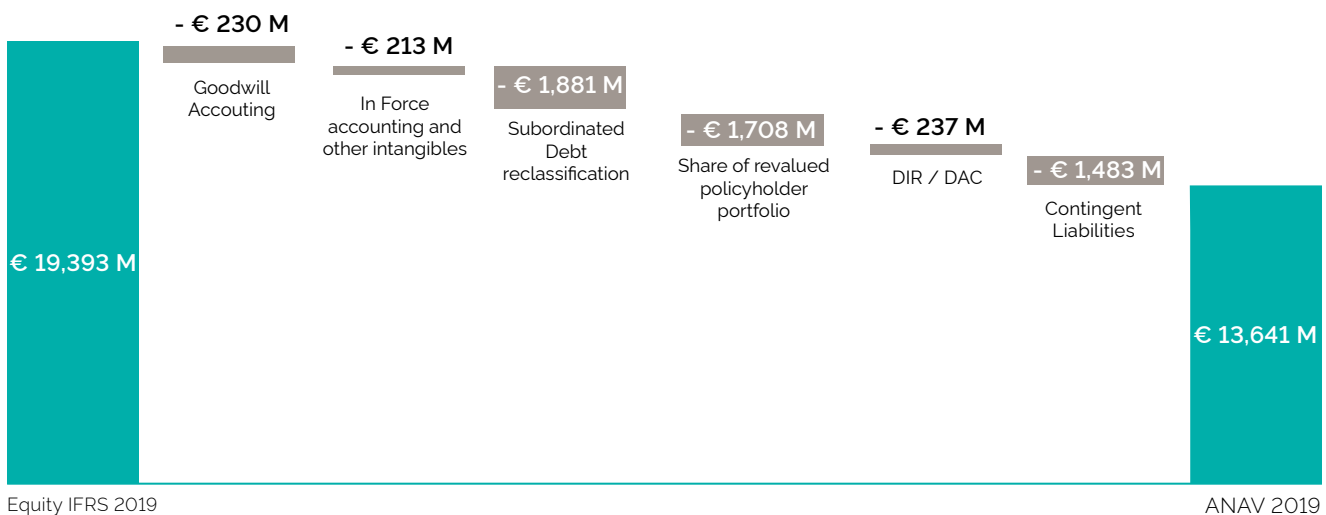 - € 230 M
Goodwill
Accouting
- € 213 M
In Force
accounting and
other intangibles
- € 1,881 M
Subordinated
Debt
reclassification
- € 1,708 M
Share of revalued
policyholder
portfolio
- € 237 M
DIR / DAC
- € 1,483 M
Contingent
Liabilities
€ 19,393 M
€ 13,641 M
Equity IFRS 2019
ANAV 2019